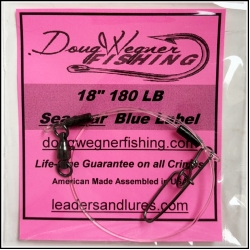 Doug Wegner
FISHING
18" 180 LB
Seaguar Blue Label
dougwegnerfishing.com
Life-Time Guarantee on all Crimps
American Made Assembled in USA
leadersandlures.com